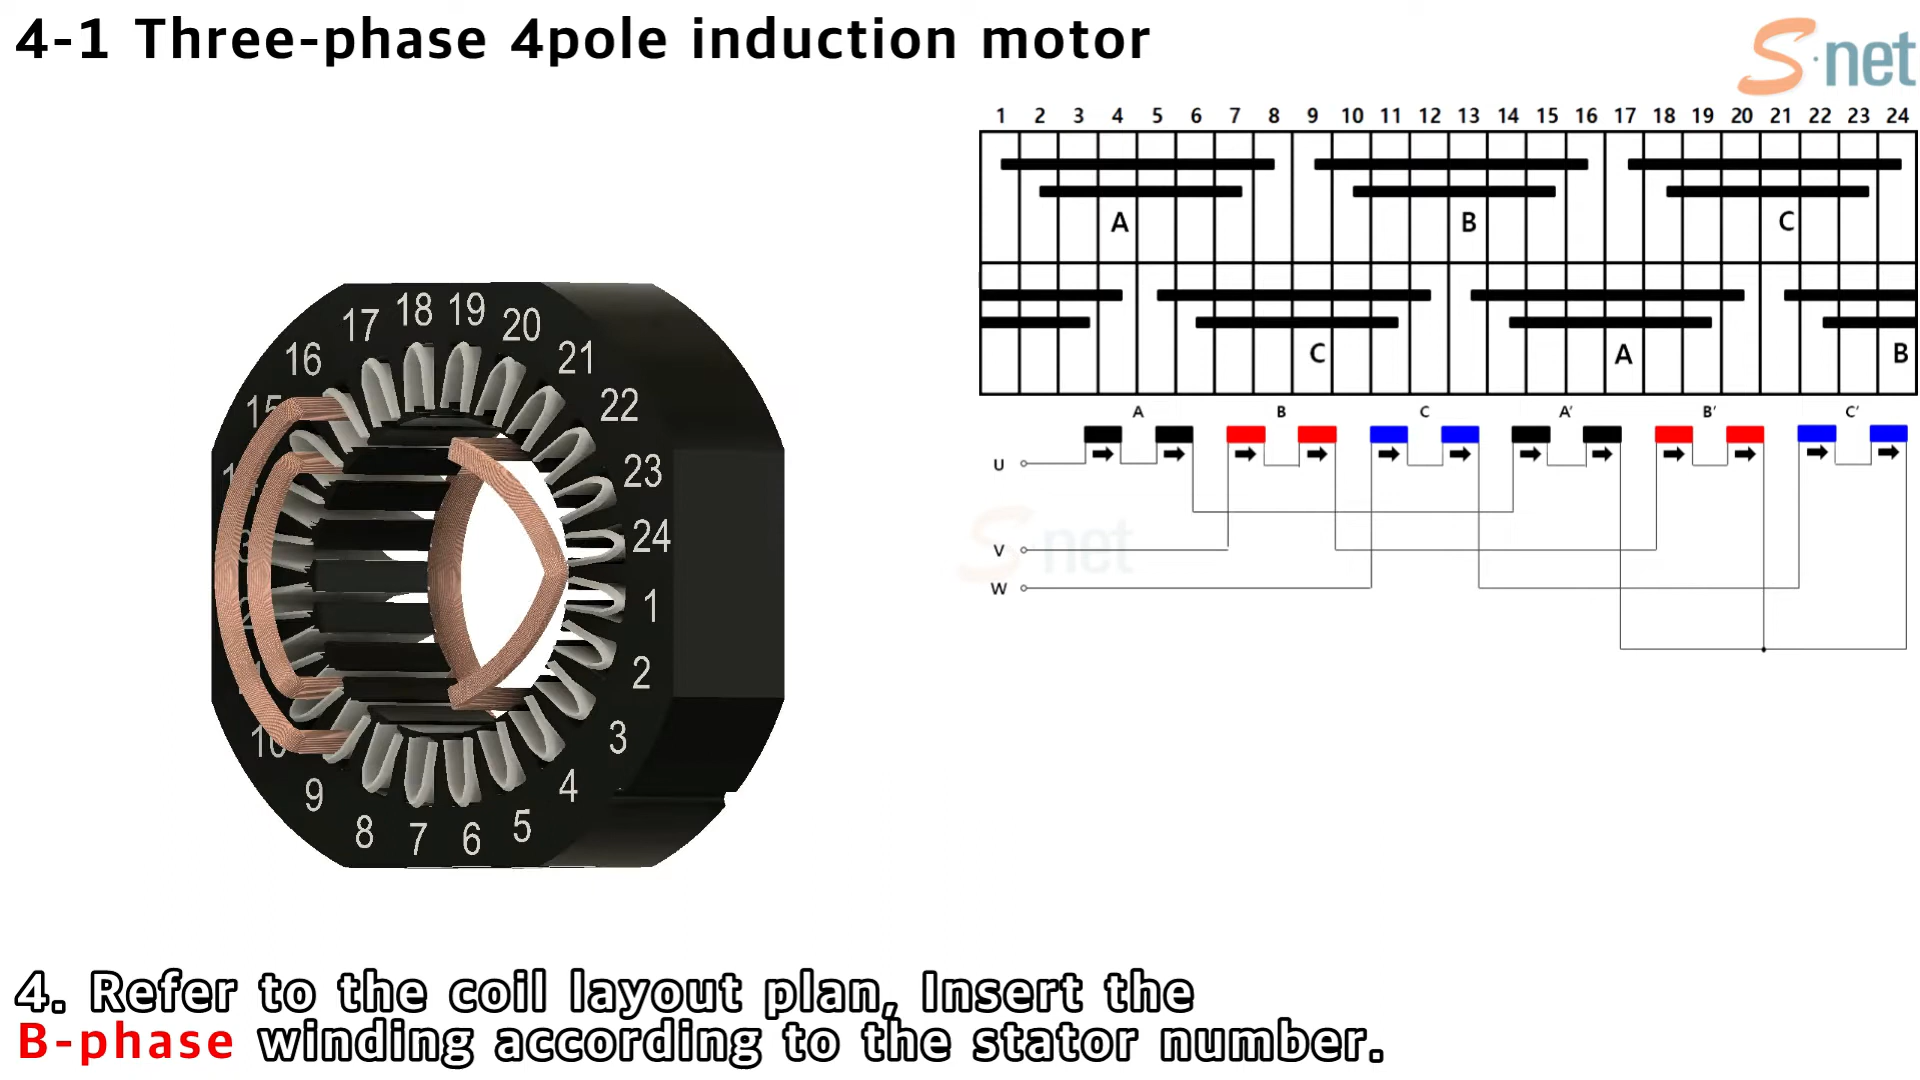 4-1 Three-phase 4pole induction motor
S·net
1 2 3 4 5 6 7 8 9 10 11 12 13 14 15 16 17 18 19 20 21 22 23 24
A B C
C A B
A B C A' B' C'
U
V
W
S·net
17 18 19 20
16 21
15 22
23
24
1
2
10 3
9 4
8 7 6 5
4. Refer to the coil layout plan, Insert the
B-phase winding according to the stator number.